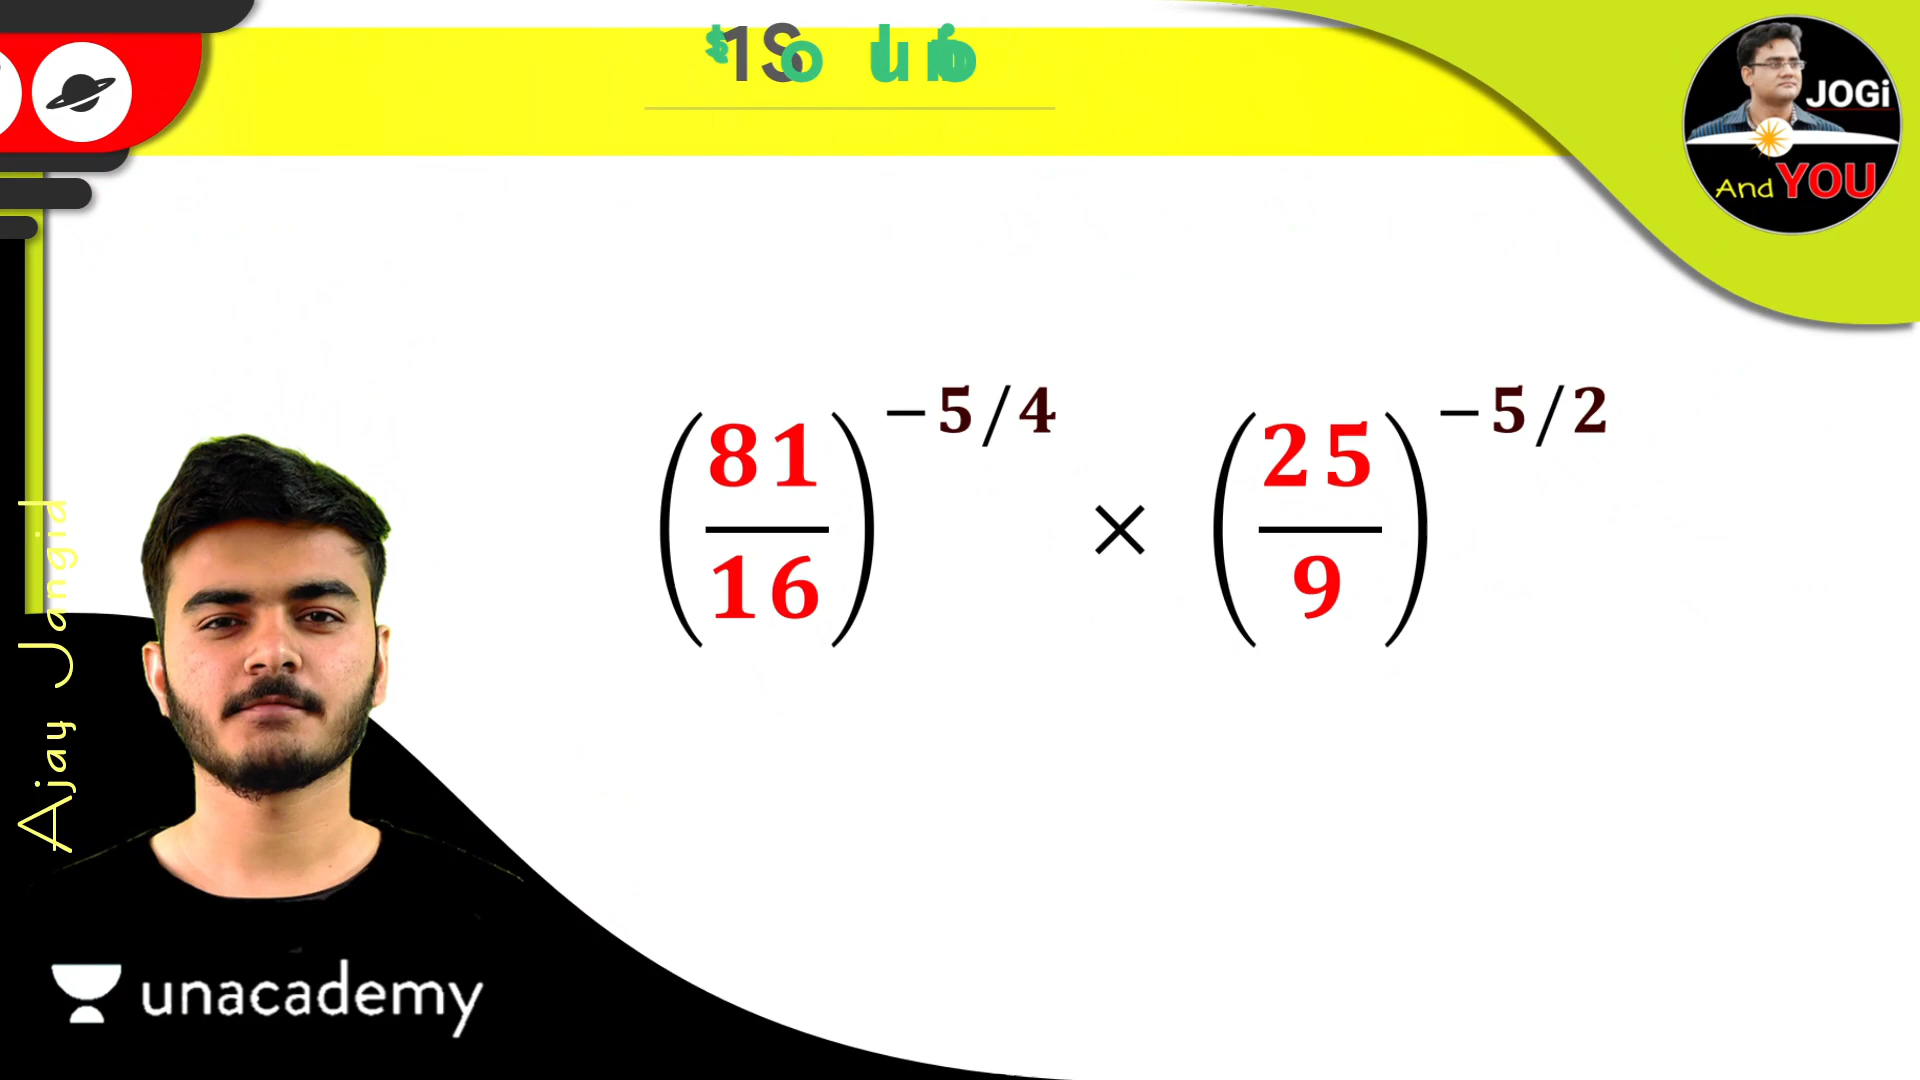 JOGi
And YOU
(81/16)^{-5/4} × (25/9)^{-5/2}
Ajay Jangid
unacademy